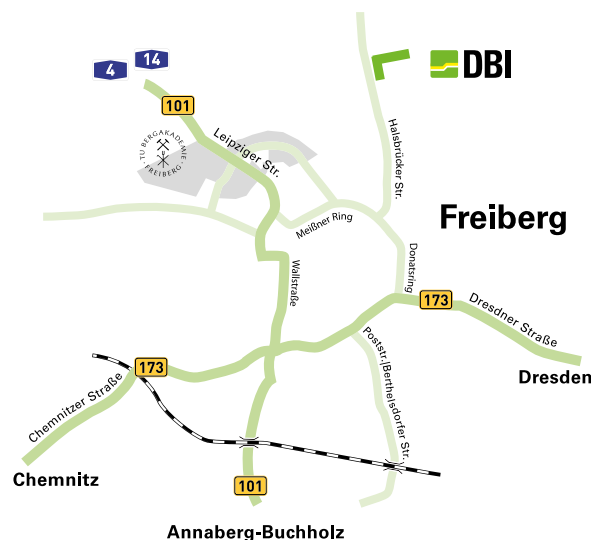 14
4
DBI
101
Leipziger Str.
TU BERGAKADEMIE
FREIBERG
Halsbrücker Str.
Meißner Ring
Freiberg
Donatsring
Wallstraße
173
Dresdner Straße
Poststr./Berthelsdorfer Str.
173
Chemnitzer Straße
Dresden
Chemnitz
101
Annaberg-Buchholz